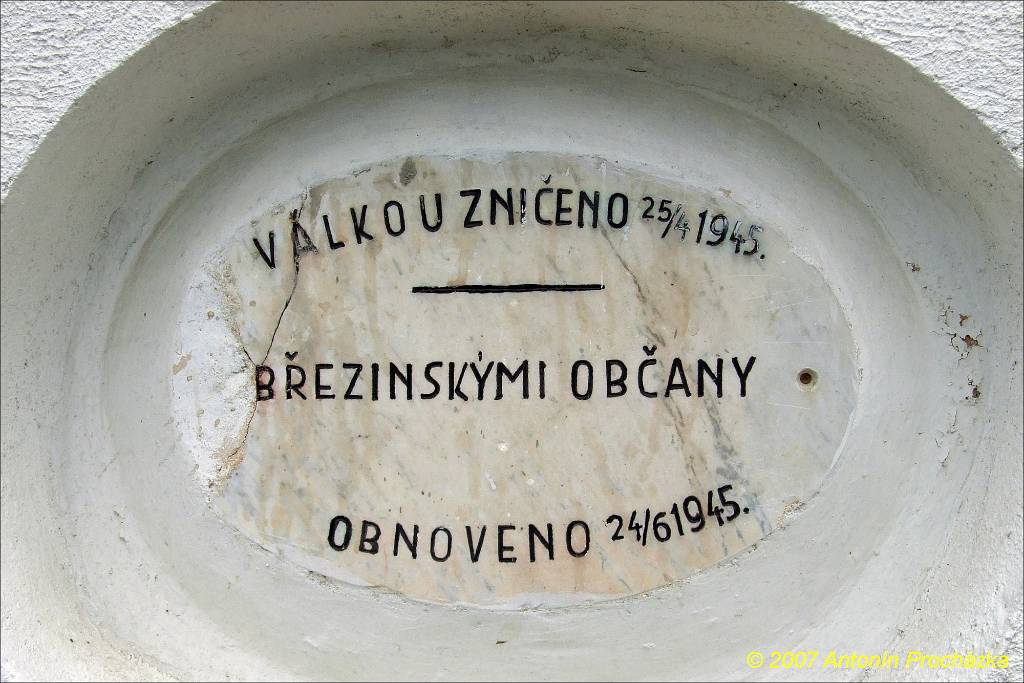 VÁLKOU ZNIČENO 25/4 1945.
BŘEZINSKÝMI OBČANY
OBNOVENO 24/6 1945.
© 2007 Antonín Procházka